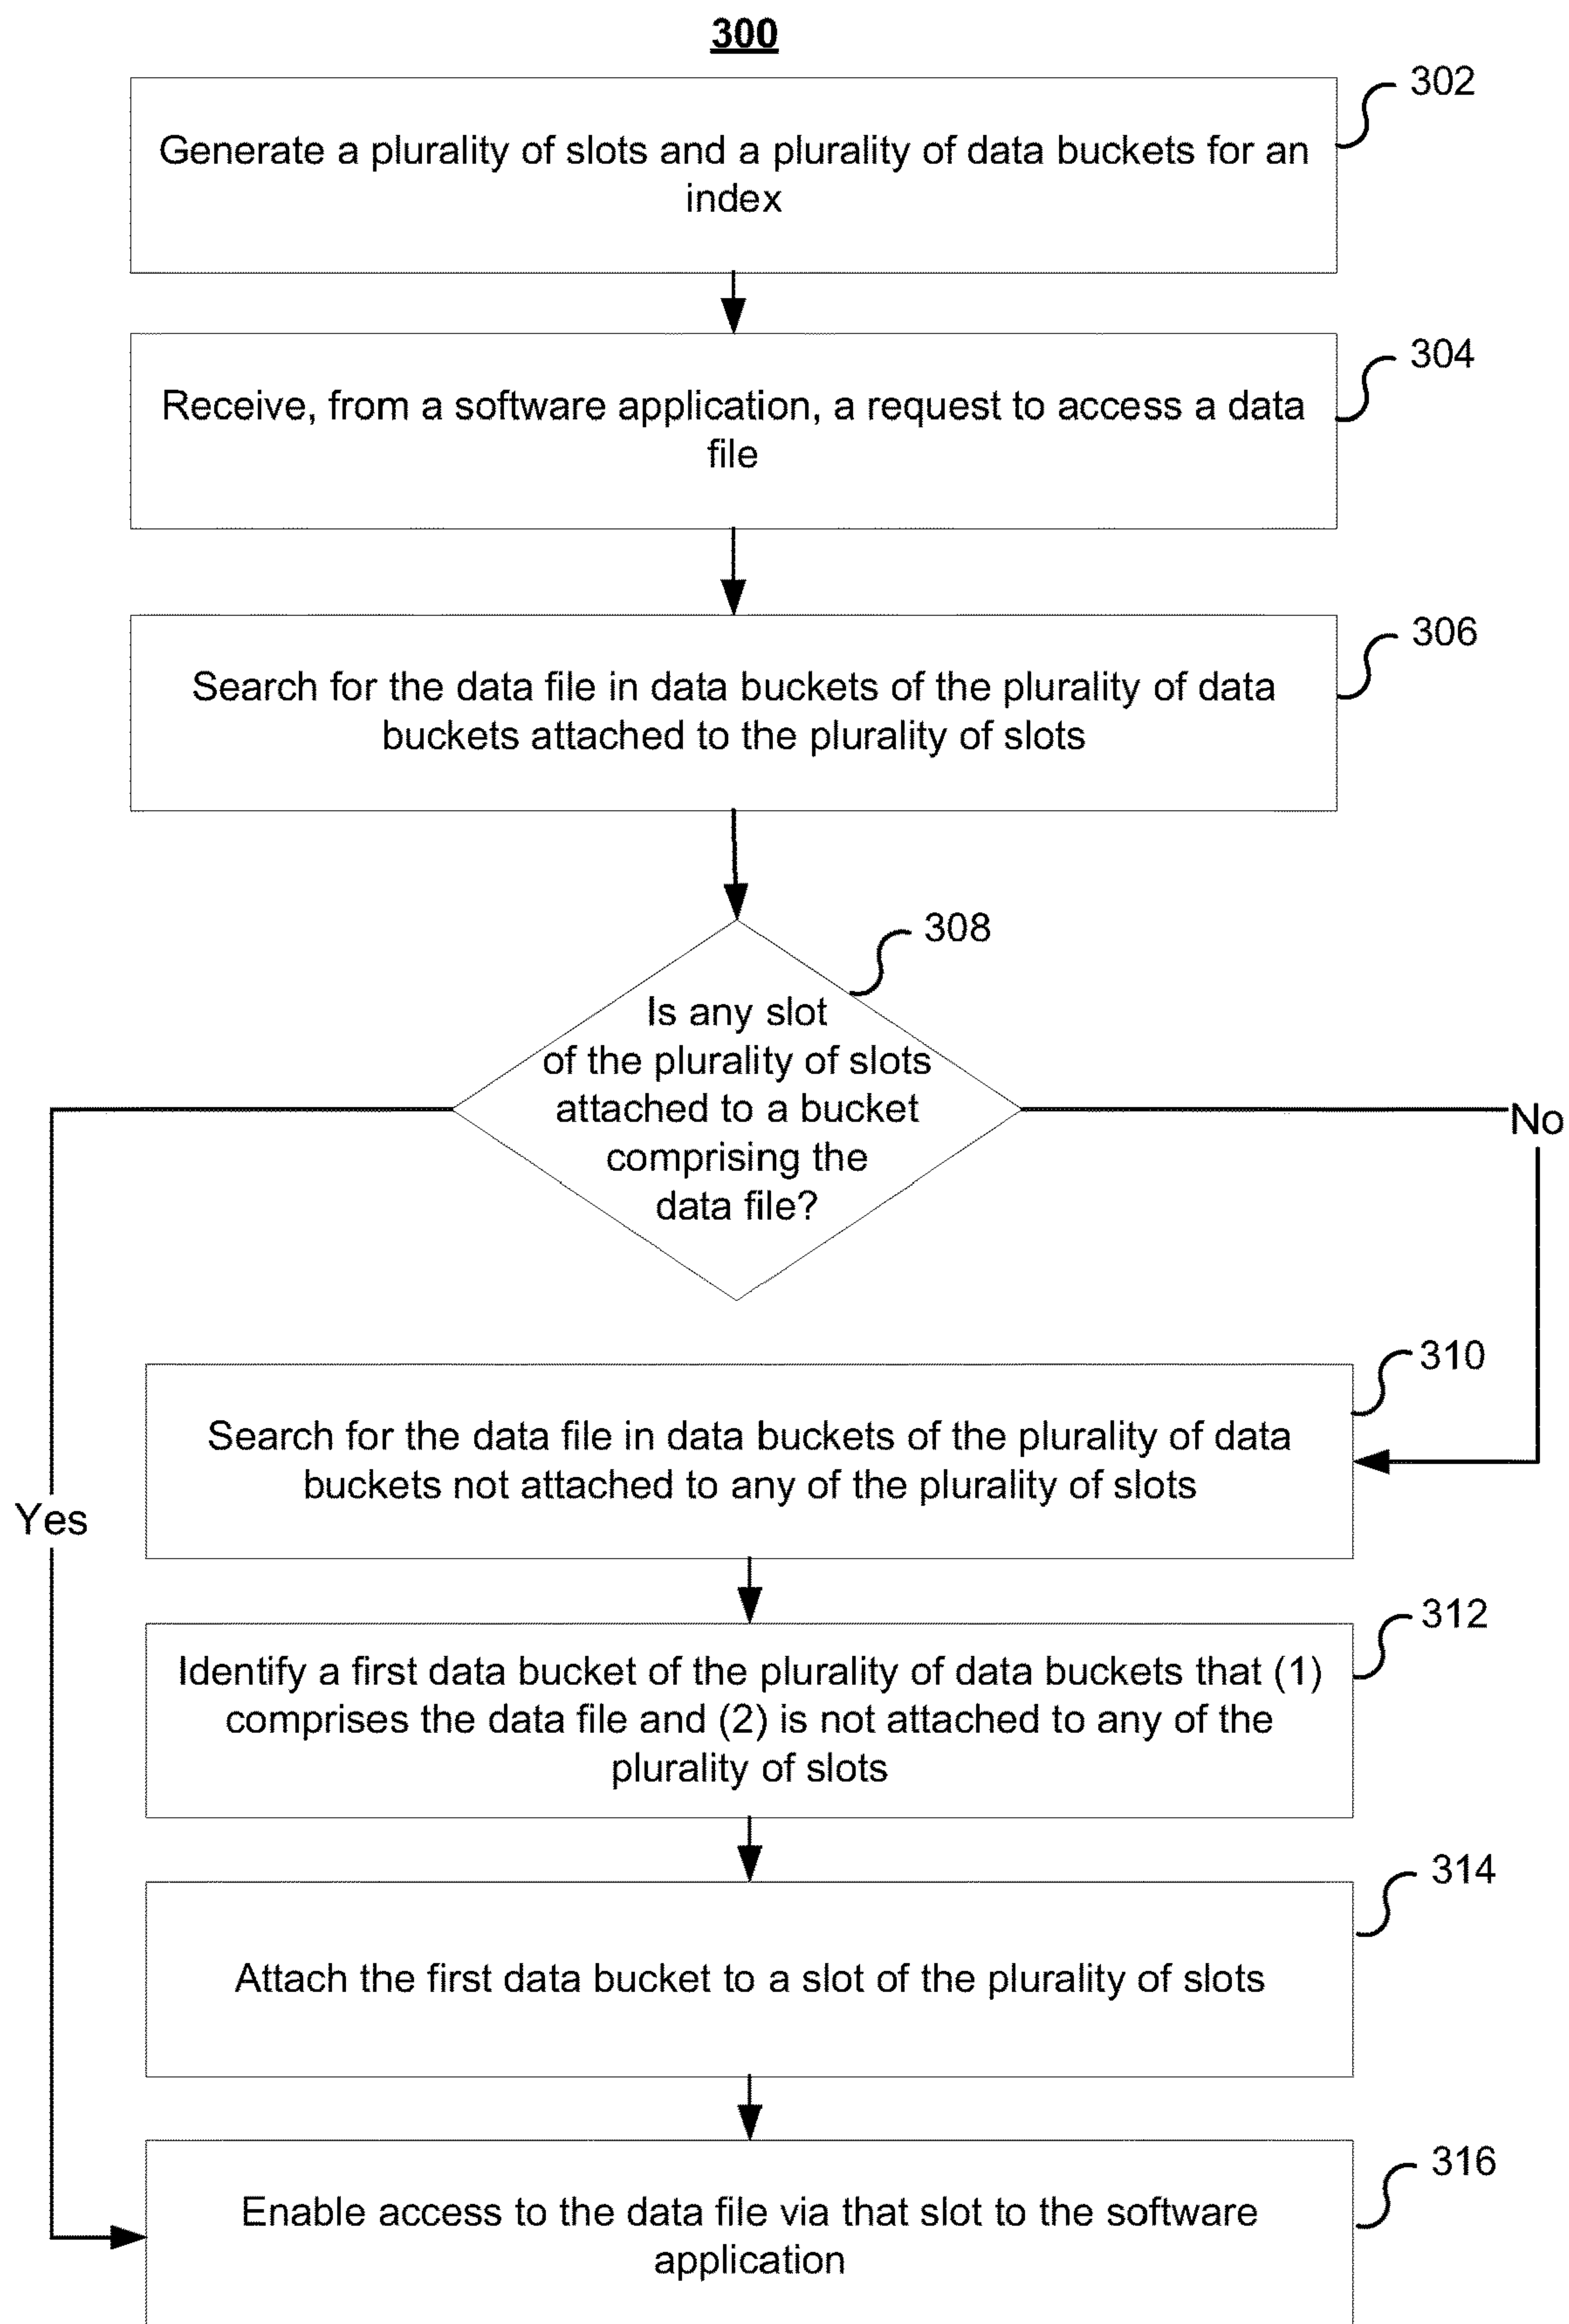 300
302
Generate a plurality of slots and a plurality of data buckets for an
index
304
Receive, from a software application, a request to access a data
file
306
Search for the data file in data buckets of the plurality of data
buckets attached to the plurality of slots
308
Is any slot
of the plurality of slots
attached to a bucket
comprising the
data file?
No
310
Search for the data file in data buckets of the plurality of data
buckets not attached to any of the plurality of slots
Yes
312
Identify a first data bucket of the plurality of data buckets that (1)
comprises the data file and (2) is not attached to any of the
plurality of slots
314
Attach the first data bucket to a slot of the plurality of slots
316
Enable access to the data file via that slot to the software
application